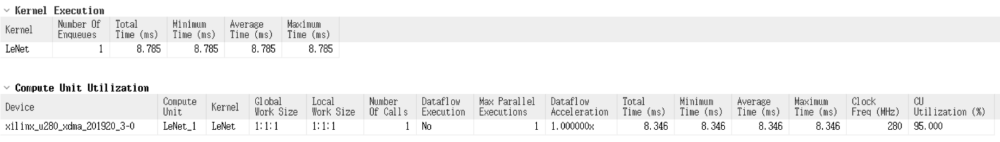 Kernel Execution
Kernel Number Of Enqueues Total Time (ms) Minimum Time (ms) Average Time (ms) Maximum Time (ms)
LeNet 1 8.785 8.785 8.785 8.785
Compute Unit Utilization
Device Compute Unit Kernel Global Work Size Local Work Size Number Of Calls Dataflow Execution Max Parallel Executions Dataflow Acceleration Total Time (ms) Minimum Time (ms) Average Time (ms) Maximum Time (ms) Clock Freq (MHz) CU Utilization (%)
xilinx_u280_xdma_201920_3-0 LeNet_1 LeNet 1:1:1 1:1:1 1 No 1 1.000000x 8.346 8.346 8.346 8.346 280 95.000